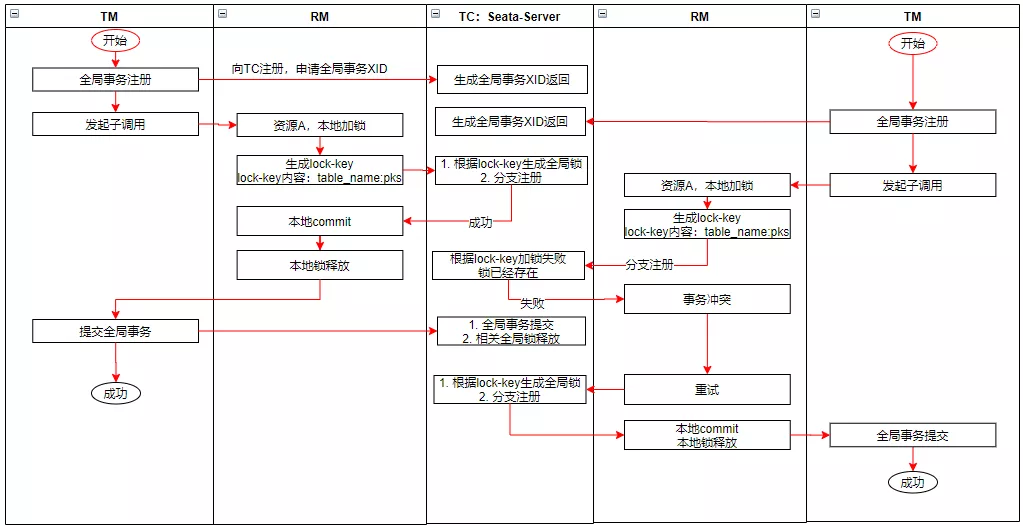 TM
RM
TC：Seata-Server
RM
TM
开始
开始
全局事务注册
向TC注册，申请全局事务XID
生成全局事务XID返回
发起子调用
资源A，本地加锁
生成全局事务XID返回
全局事务注册
生成lock-key
lock-key内容：table_name:pks
1. 根据lock-key生成全局锁
2. 分支注册
资源A，本地加锁
发起子调用
本地commit
成功
生成lock-key
lock-key内容：table_name:pks
本地锁释放
根据lock-key加锁失败
锁已经存在
分支注册
失败
事务冲突
提交全局事务
1. 全局事务提交
2. 相关全局锁释放
成功
1. 根据lock-key生成全局锁
2. 分支注册
重试
本地commit
本地锁释放
全局事务提交
成功